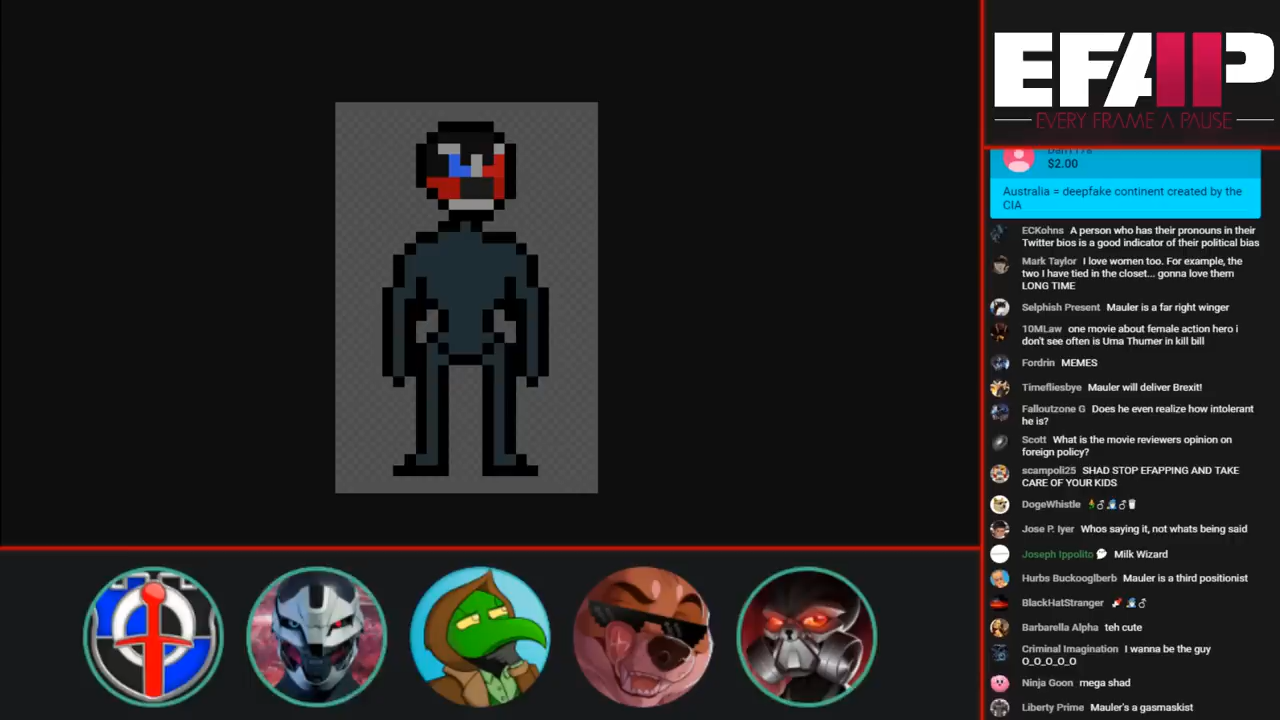 EFAP
EVERY FRAME A PAUSE
$2.00
Australia = deepfake continent created by the
CIA
ECKohns A person who has their pronouns in their
Twitter bios is a good indicator of their political bias
Mark Taylor I love women too. For example, the
two I have tied in the closet... gonna love them
LONG TIME
Selphish Present Mauler is a far right winger
10MLaw one movie about female action hero i
don't see often is Uma Thurner in kill bill
Fordrin MEMES
Timefliesbye Mauler will deliver Brexit!
Falloutzone G Does he even realize how intolerant
he is?
Scott What is the movie reviewers opinion on
foreign policy?
scampoli25 SHAD STOP EFAPPING AND TAKE
CARE OF YOUR KIDS
DogeWhistle
Jose P. Iyer Whos saying it, not whats being said
Joseph Ippolito Milk Wizard
Hurbs Buckooglberb Mauler is a third positionist
BlackHatStranger
Barbarella Alpha teh cute
Criminal Imagination I wanna be the guy
O_O_O_O_O
Ninja Goon mega shad
Liberty Prime Mauler's a gasmaskist